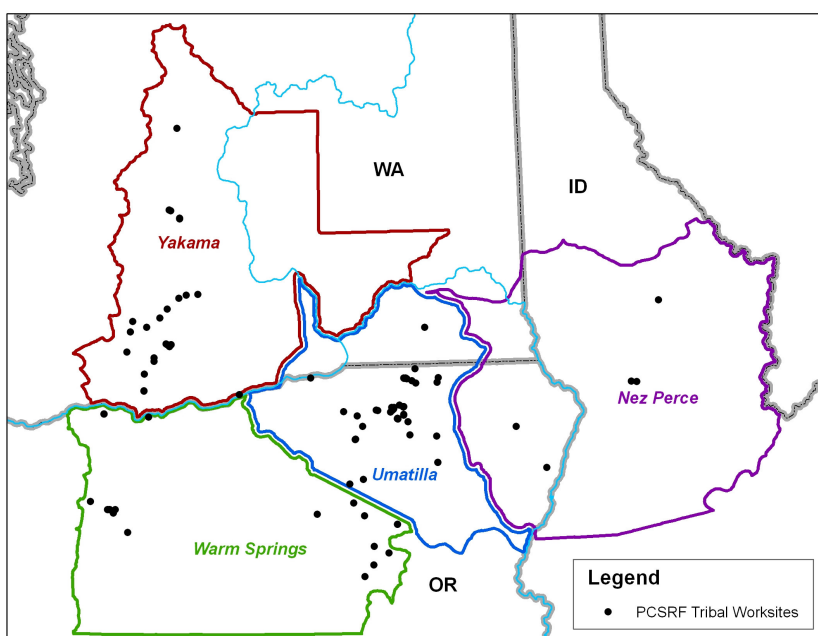 WA
ID
Yakama
Nez Perce
Umatilla
Warm Springs
OR
Legend
PCSRF Tribal Worksites